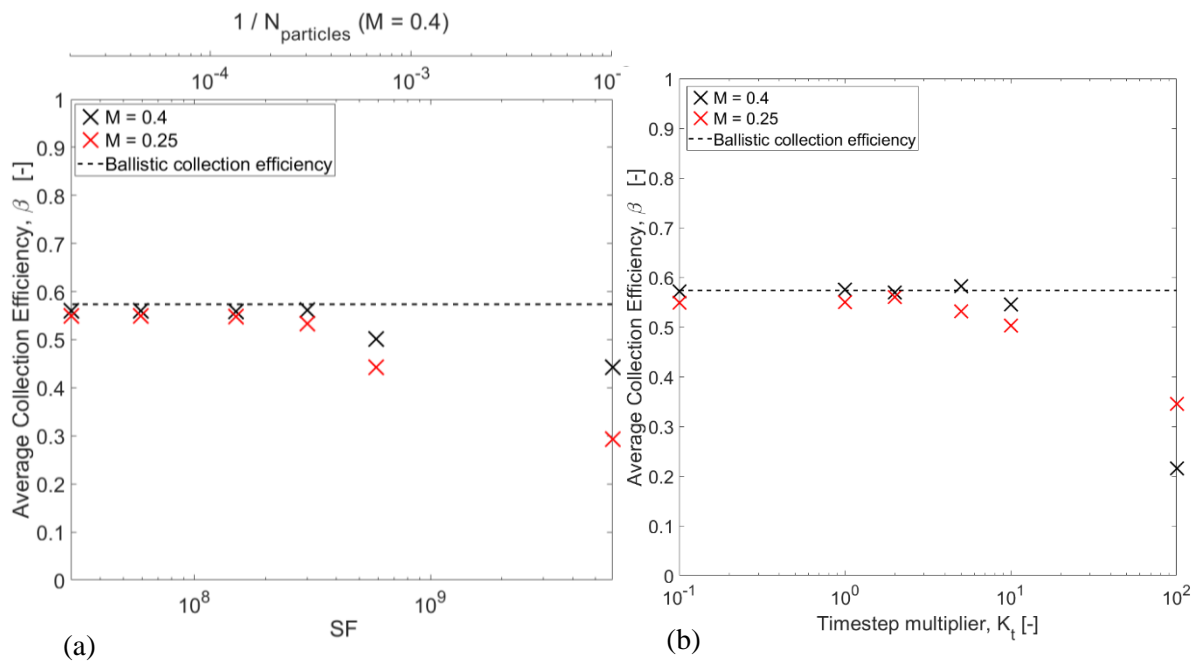 1 / N_particles (M = 0.4)
10^-4 10^-3 10^-
1
0.9
0.8
0.7
0.6
0.5
0.4
0.3
0.2
0.1
0
Average Collection Efficiency, β [-]
M = 0.4
M = 0.25
Ballistic collection efficiency
10^8 10^9
SF
(a)
1
0.9
0.8
0.7
0.6
0.5
0.4
0.3
0.2
0.1
0
Average Collection Efficiency, β [-]
M = 0.4
M = 0.25
Ballistic collection efficiency
10^-1 10^0 10^1 10^2
Timestep multiplier, K_t [-]
(b)